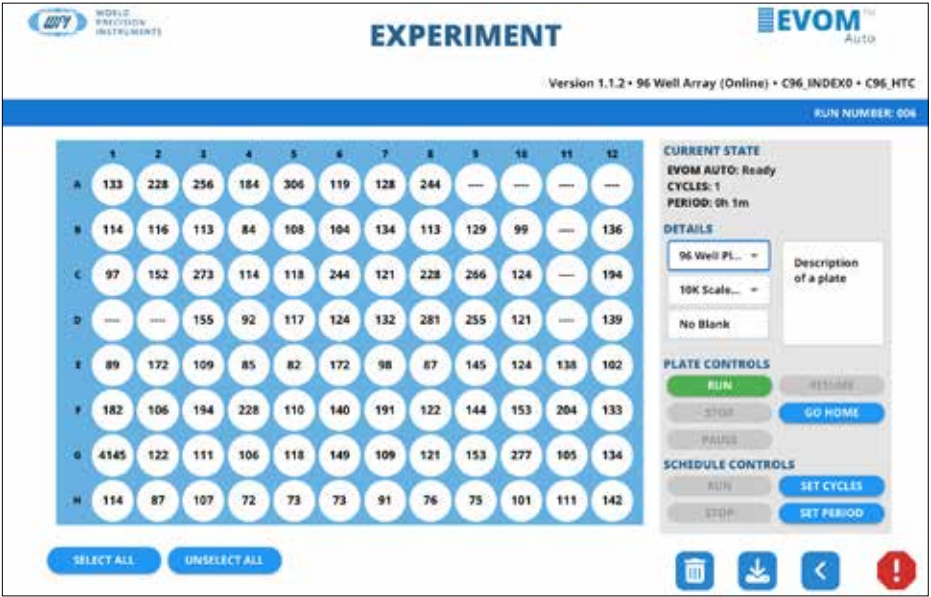 WPI WORLD
PRECISION
INSTRUMENTS
EXPERIMENT
EVOM™
Auto
Version 1.1.2 • 96 Well Array (Online) • C96_INDEX0 • C96_HTC
RUN NUMBER: 006
1 2 3 4 5 6 7 8 9 10 11 12
A 133 228 256 184 306 119 128 244 ---- ---- ---- ----
B 114 116 113 84 108 104 134 113 129 99 ---- 136
C 97 152 273 114 118 244 121 228 266 124 ---- 194
D ---- ---- 155 92 117 124 132 281 255 121 ---- 139
E 89 172 109 85 82 172 98 87 145 124 138 102
F 182 106 194 228 110 140 191 122 144 153 204 133
G 4145 122 111 106 118 149 109 121 153 277 105 134
H 114 87 107 72 73 73 91 76 75 101 111 142
CURRENT STATE
EVOM AUTO: Ready
CYCLES: 1
PERIOD: 0h 1m
DETAILS
96 Well Pl...
10K Scale...
No Blank
Description
of a plate
PLATE CONTROLS
RUN RESUME
STOP GO HOME
PAUSE
SCHEDULE CONTROLS
RUN SET CYCLES
STOP SET PERIOD
SELECT ALL UNSELECT ALL